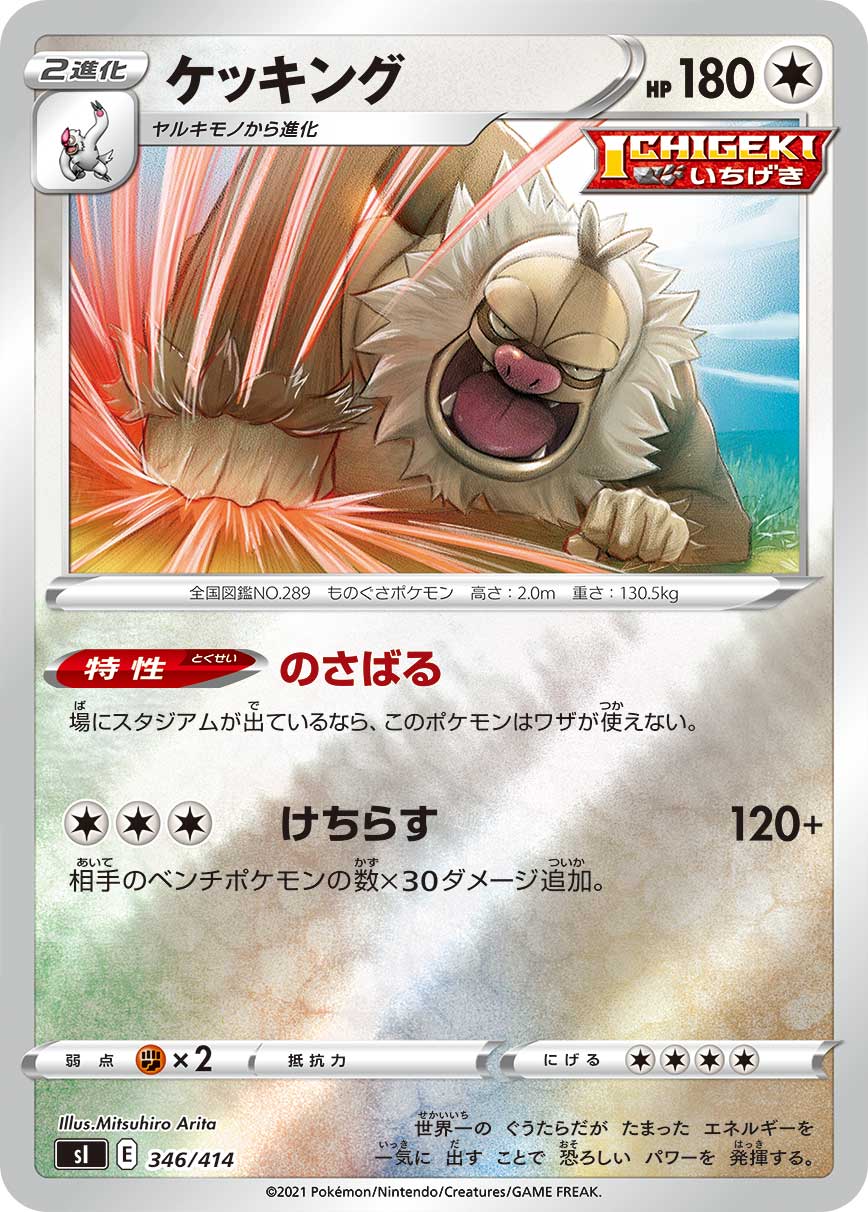 2進化
ケッキング
HP 180
ヤルキモノから進化
ICHIGEKI
いちげき
全国図鑑NO.289 ものぐさポケモン 高さ：2.0m 重さ：130.5kg
特性 とくせい のさばる
ば で つか
場にスタジアムが出ているなら、このポケモンはワザが使えない。
けちらす 120+
あいて かず ついか
相手のベンチポケモンの数×30ダメージ追加。
弱点 ×2 抵抗力 にげる
Illus.Mitsuhiro Arita
せかいいち
世界一の ぐうたらだが たまった エネルギーを
いっき だ おそ はっき
一気に 出す ことで 恐ろしい パワーを 発揮する。
sI E 346/414
©2021 Pokémon/Nintendo/Creatures/GAME FREAK.